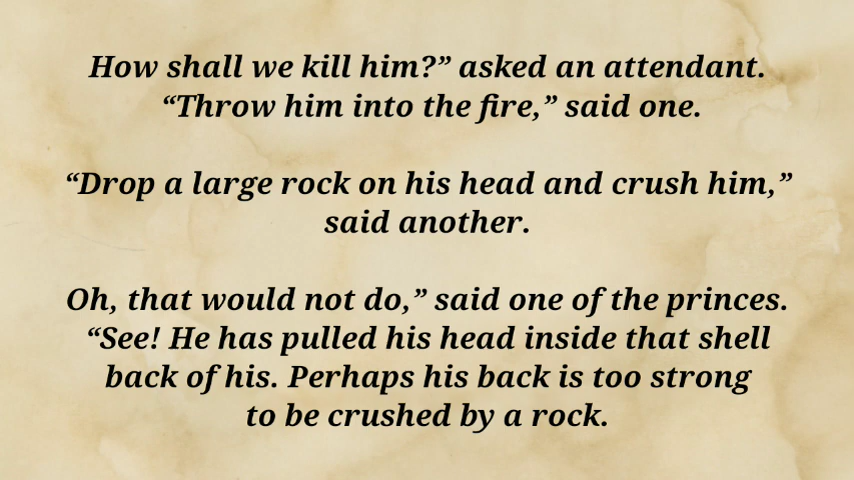 How shall we kill him?” asked an attendant.
“Throw him into the fire,” said one.
“Drop a large rock on his head and crush him,”
said another.
Oh, that would not do,” said one of the princes.
“See! He has pulled his head inside that shell
back of his. Perhaps his back is too strong
to be crushed by a rock.